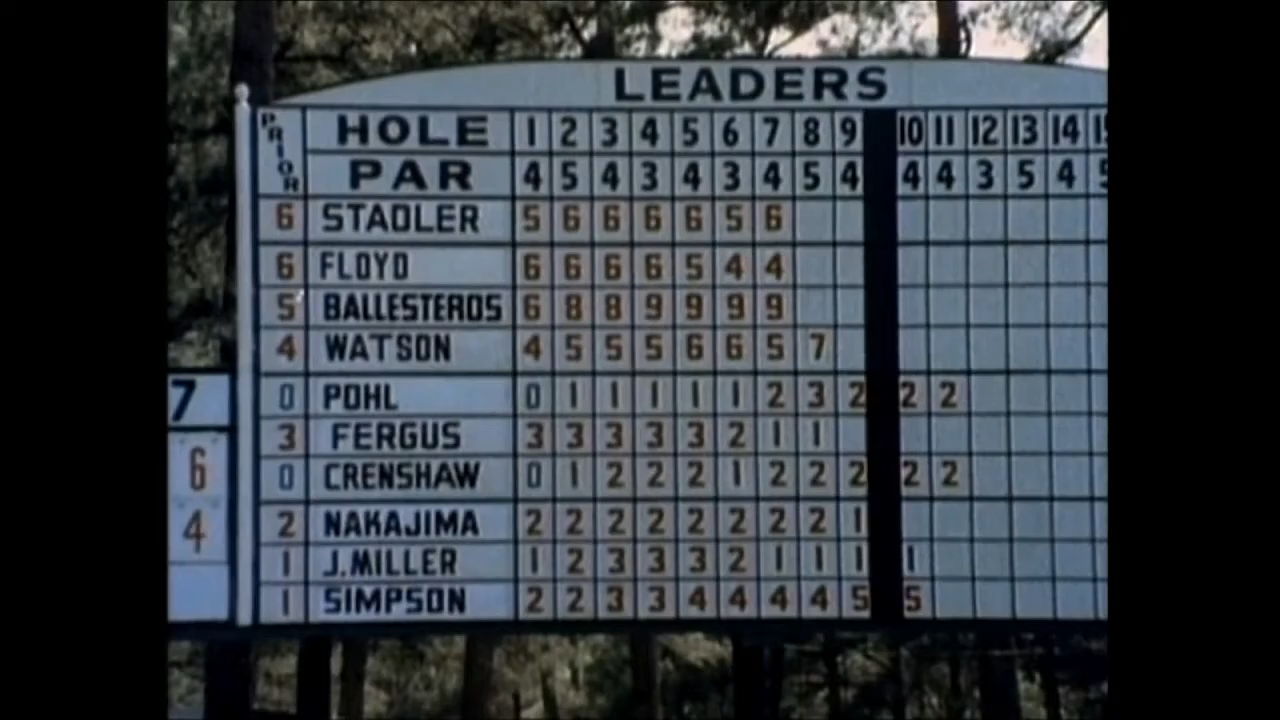 LEADERS
PRIOR HOLE 1 2 3 4 5 6 7 8 9 10 11 12 13 14
PAR 4 5 4 3 4 3 4 5 4 4 4 3 5 4 5
6 STADLER 5 6 6 6 6 5 6
6 FLOYD 6 6 6 6 5 4 4
5 BALLESTEROS 6 8 8 9 9 9 9
4 WATSON 4 5 5 5 6 6 5 7
7
0 POHL 0 1 1 1 1 1 2 3 2 2 2
3 FERGUS 3 3 3 3 3 2 1 1
6
0 CRENSHAW 0 1 2 2 2 1 2 2 2 2 2
4
2 NAKAJIMA 2 2 2 2 2 2 2 2 1
1 J.MILLER 1 2 3 3 3 2 1 1 1 1
1 SIMPSON 2 2 3 3 4 4 4 4 5 5